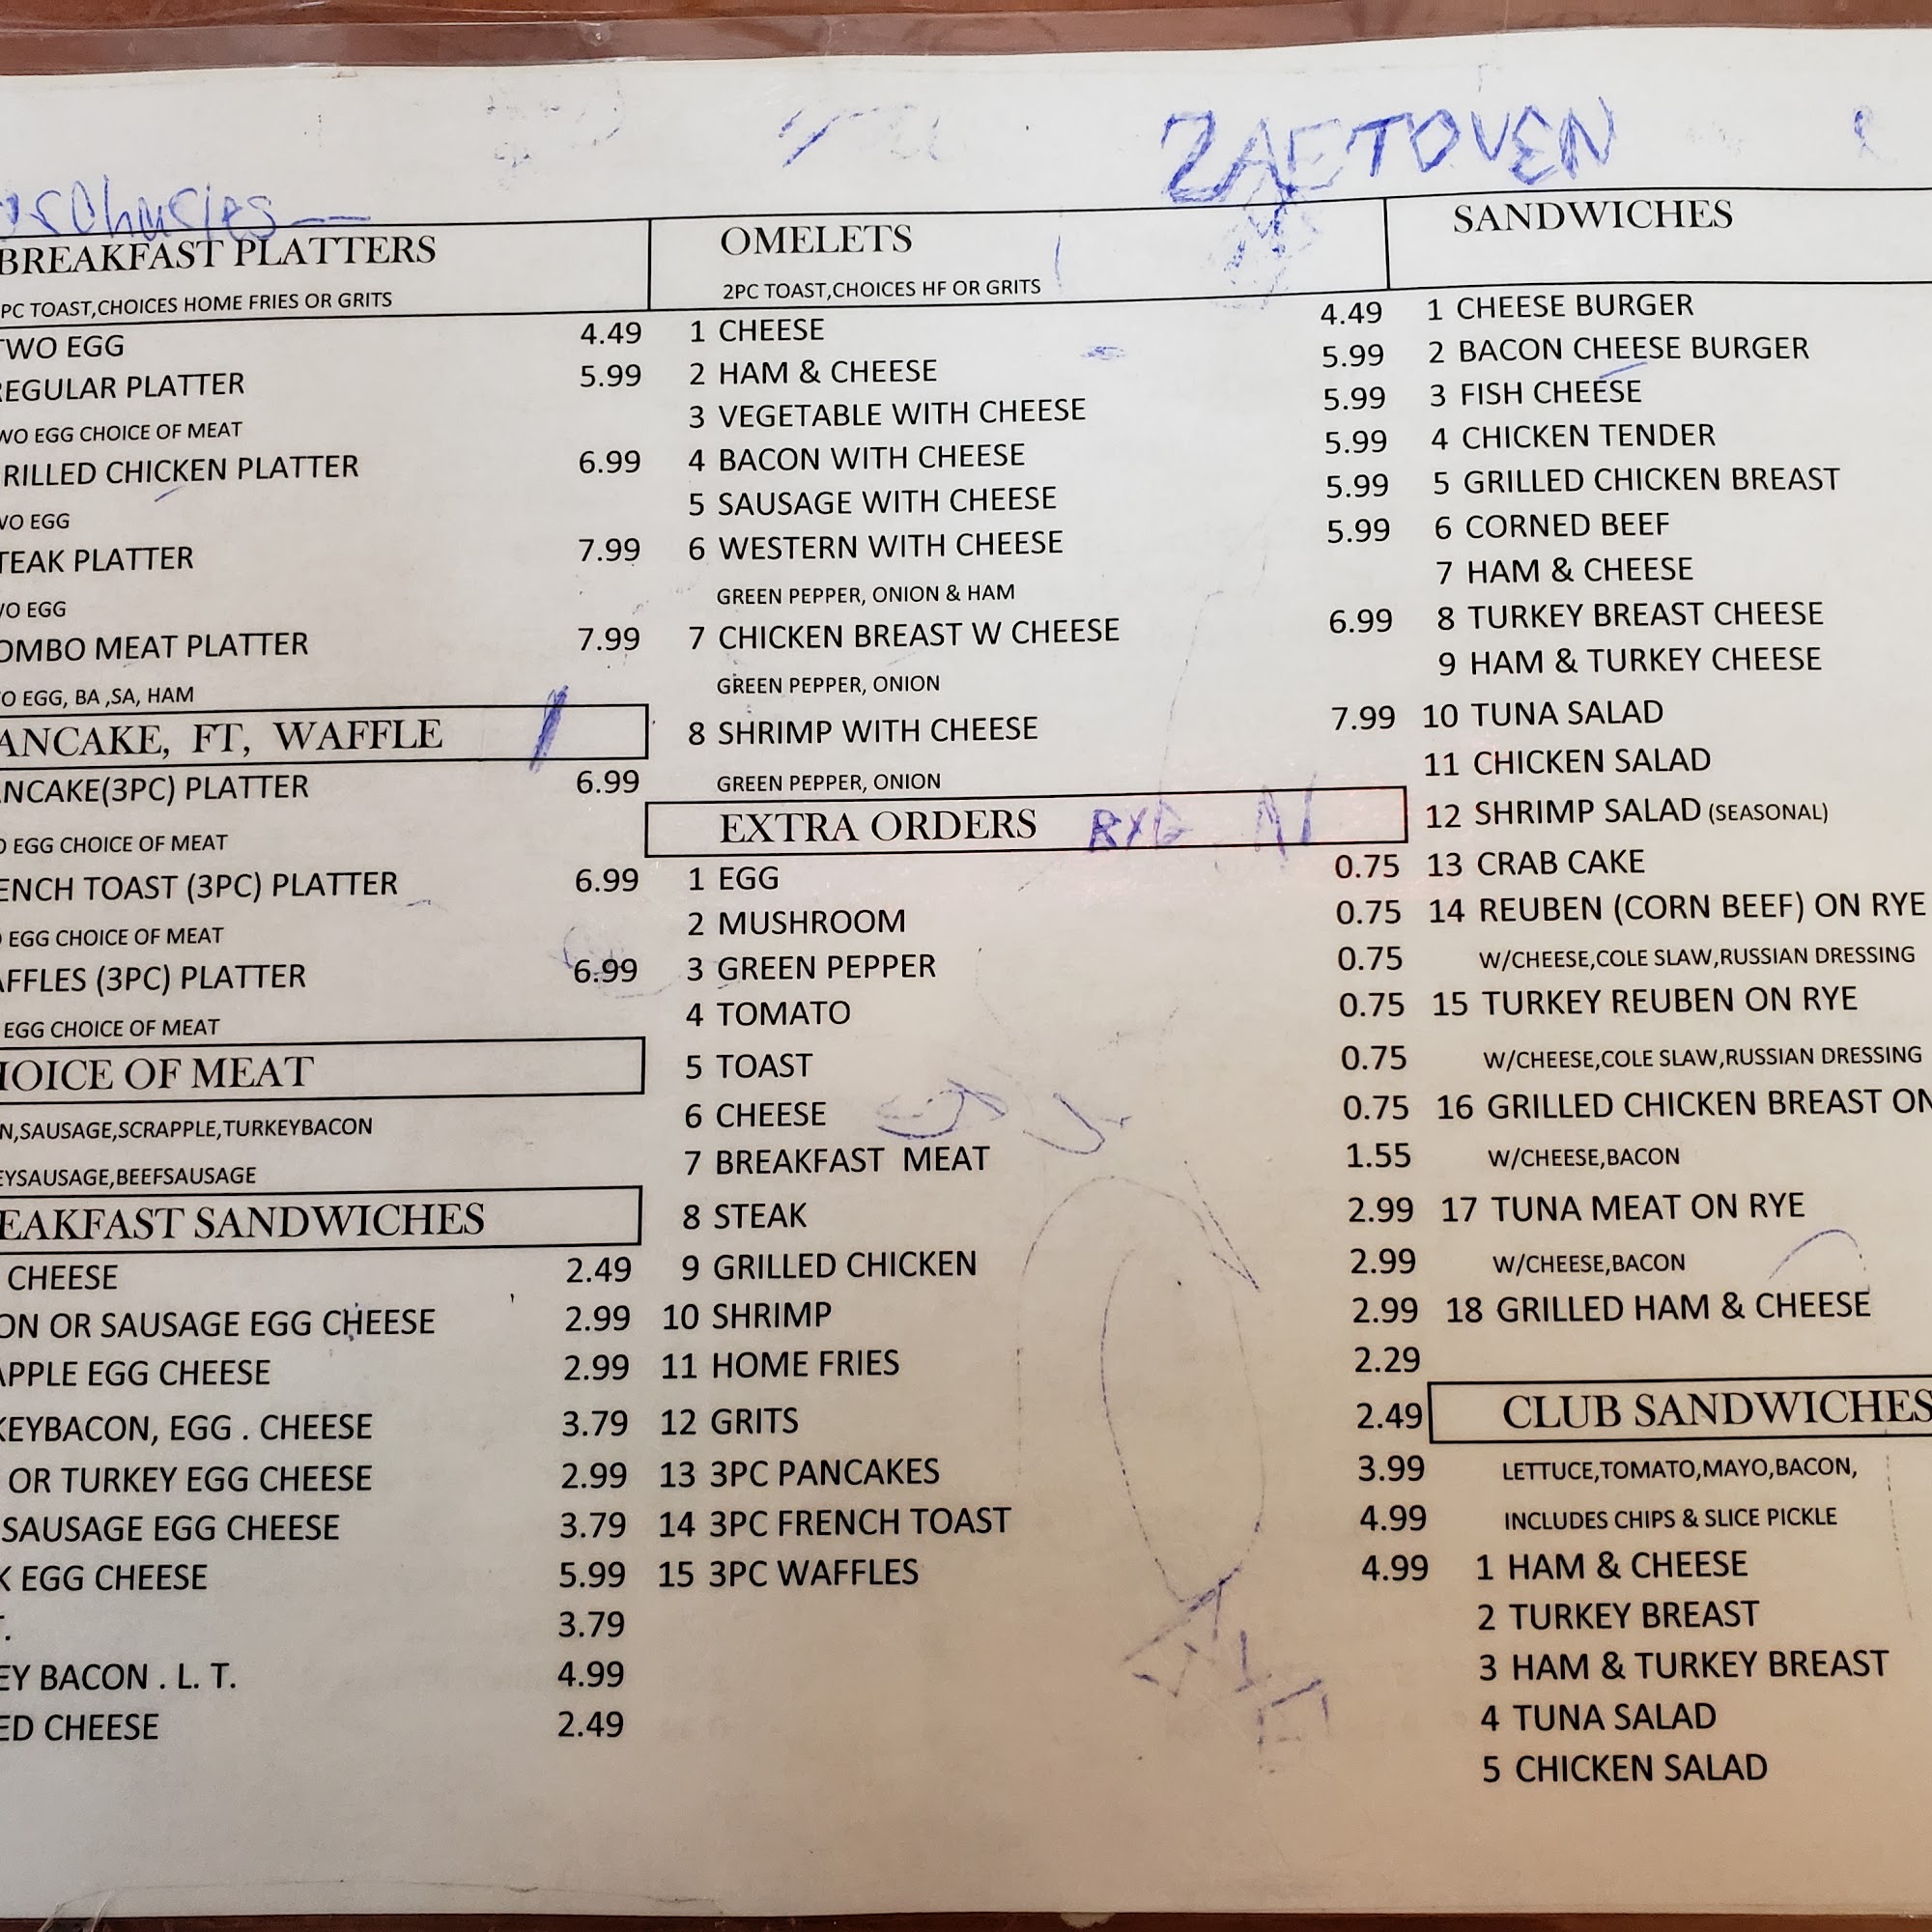 ZAETOVEN
BREAKFAST PLATTERS
PC TOAST,CHOICES HOME FRIES OR GRITS
TWO EGG 4.49
REGULAR PLATTER 5.99
WO EGG CHOICE OF MEAT
RILLED CHICKEN PLATTER 6.99
WO EGG
TEAK PLATTER 7.99
WO EGG
OMBO MEAT PLATTER 7.99
O EGG, BA ,SA, HAM
ANCAKE, FT, WAFFLE
ANCAKE(3PC) PLATTER 6.99
O EGG CHOICE OF MEAT
ENCH TOAST (3PC) PLATTER 6.99
EGG CHOICE OF MEAT
AFFLES (3PC) PLATTER 6.99
EGG CHOICE OF MEAT
HOICE OF MEAT
N,SAUSAGE,SCRAPPLE,TURKEYBACON
EYSAUSAGE,BEEFSAUSAGE
EAKFAST SANDWICHES
CHEESE 2.49
ON OR SAUSAGE EGG CHEESE 2.99
APPLE EGG CHEESE 2.99
KEYBACON, EGG . CHEESE 3.79
OR TURKEY EGG CHEESE 2.99
SAUSAGE EGG CHEESE 3.79
K EGG CHEESE 5.99
T. 3.79
EY BACON . L. T. 4.99
ED CHEESE 2.49
OMELETS
2PC TOAST,CHOICES HF OR GRITS
1 CHEESE 4.49
2 HAM & CHEESE 5.99
3 VEGETABLE WITH CHEESE 5.99
4 BACON WITH CHEESE 5.99
5 SAUSAGE WITH CHEESE 5.99
6 WESTERN WITH CHEESE 5.99
GREEN PEPPER, ONION & HAM
7 CHICKEN BREAST W CHEESE 6.99
GREEN PEPPER, ONION
8 SHRIMP WITH CHEESE 7.99
GREEN PEPPER, ONION
EXTRA ORDERS
1 EGG 0.75
2 MUSHROOM 0.75
3 GREEN PEPPER 0.75
4 TOMATO 0.75
5 TOAST 0.75
6 CHEESE 0.75
7 BREAKFAST MEAT 1.55
8 STEAK 2.99
9 GRILLED CHICKEN 2.99
10 SHRIMP 2.99
11 HOME FRIES 2.29
12 GRITS 2.49
13 3PC PANCAKES 3.99
14 3PC FRENCH TOAST 4.99
15 3PC WAFFLES 4.99
SANDWICHES
1 CHEESE BURGER
2 BACON CHEESE BURGER
3 FISH CHEESE
4 CHICKEN TENDER
5 GRILLED CHICKEN BREAST
6 CORNED BEEF
7 HAM & CHEESE
8 TURKEY BREAST CHEESE
9 HAM & TURKEY CHEESE
10 TUNA SALAD
11 CHICKEN SALAD
12 SHRIMP SALAD (SEASONAL)
13 CRAB CAKE
14 REUBEN (CORN BEEF) ON RYE
W/CHEESE,COLE SLAW,RUSSIAN DRESSING
15 TURKEY REUBEN ON RYE
W/CHEESE,COLE SLAW,RUSSIAN DRESSING
16 GRILLED CHICKEN BREAST ON
W/CHEESE,BACON
17 TUNA MEAT ON RYE
W/CHEESE,BACON
18 GRILLED HAM & CHEESE
CLUB SANDWICHES
LETTUCE,TOMATO,MAYO,BACON,
INCLUDES CHIPS & SLICE PICKLE
1 HAM & CHEESE
2 TURKEY BREAST
3 HAM & TURKEY BREAST
4 TUNA SALAD
5 CHICKEN SALAD